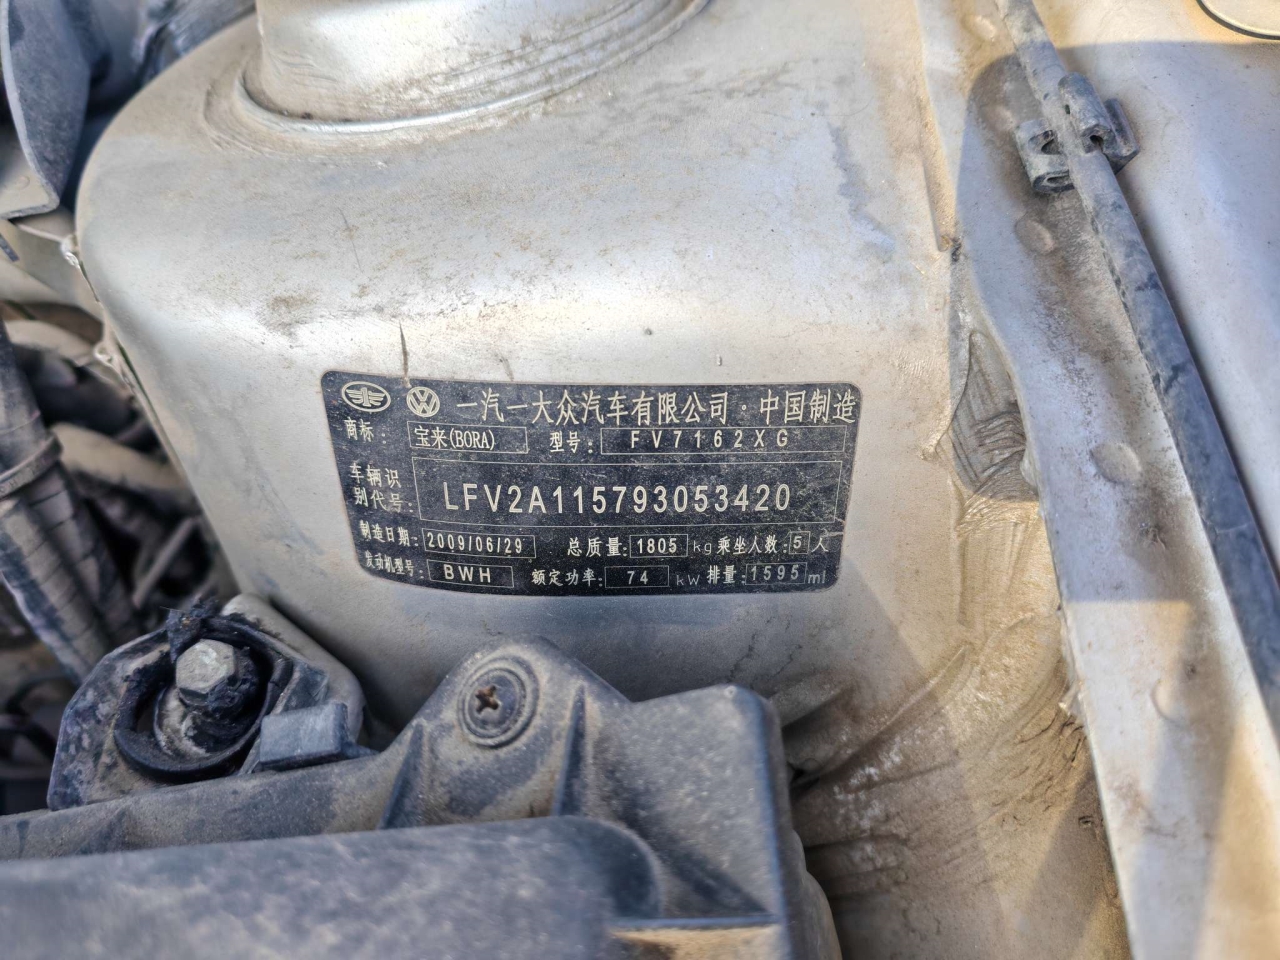 一汽一大众汽车有限公司·中国制造
商标: 宝来(BORA) 型号: FV7162XG
车辆识别代号: LFV2A115793053420
制造日期: 2009/06/29 总质量: 1805 kg 乘坐人数: 5 人
发动机型号: BWH 额定功率: 74 kW 排量: 1595 ml